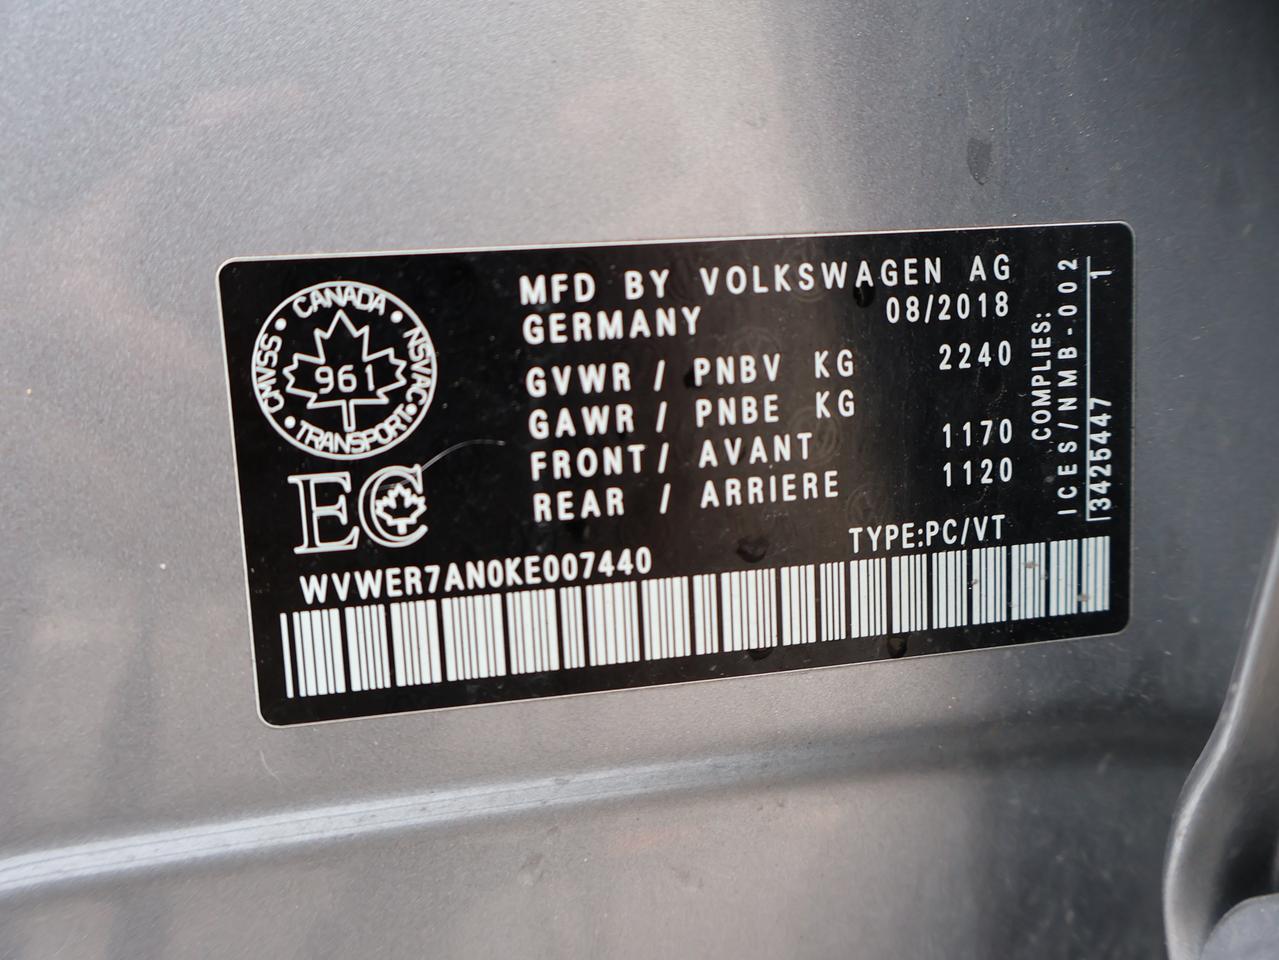 CANADA
CMVSS • NSVAC
961
TRANSPORT
EC
MFD BY VOLKSWAGEN AG
GERMANY 08/2018
GVWR / PNBV KG 2240
GAWR / PNBE KG
FRONT / AVANT 1170
REAR / ARRIERE 1120
TYPE:PC/VT
WVWER7AN0KE007440
COMPLIES:
ICES/NMB-002
3425447 1